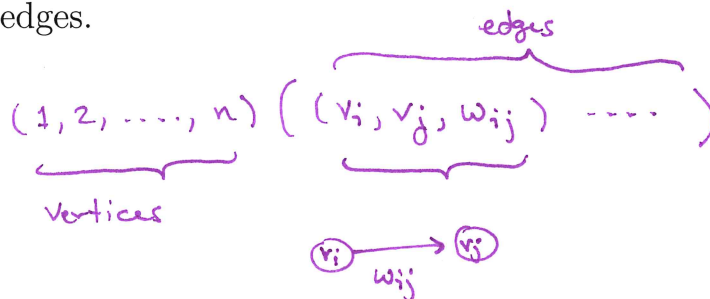 edges.
edges
(1, 2, ...., n) ( (vi, vj, wij) .... )
vertices
vi vj
wij